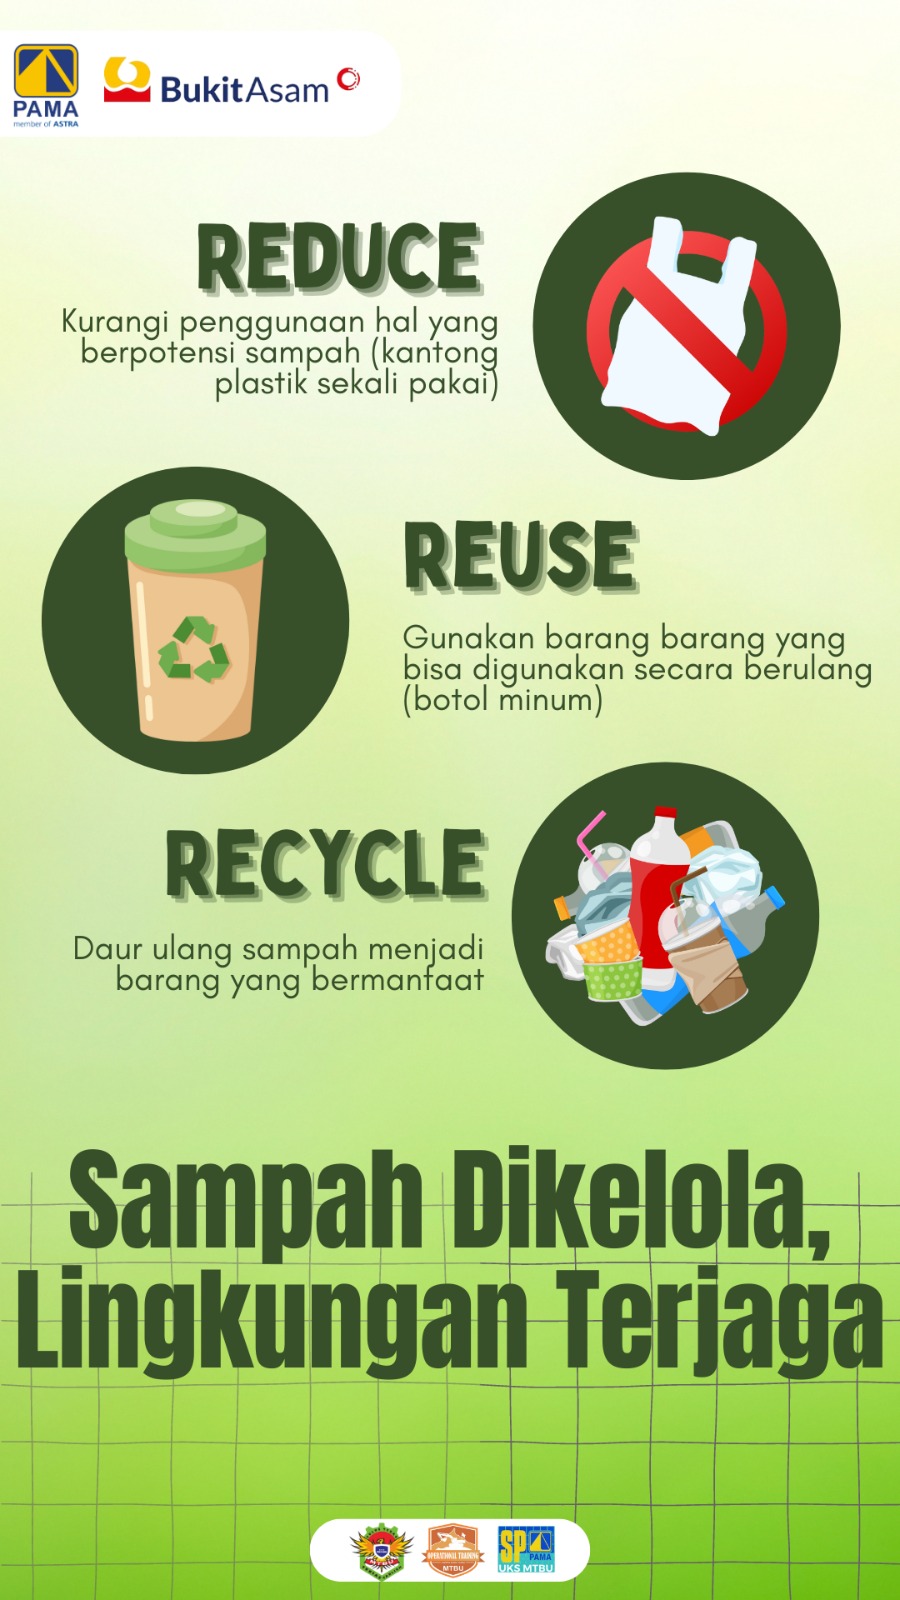 PAMA
member of ASTRA
BukitAsam
REDUCE
Kurangi penggunaan hal yang
berpotensi sampah (kantong
plastik sekali pakai)
REUSE
Gunakan barang barang yang
bisa digunakan secara berulang
(botol minum)
RECYCLE
Daur ulang sampah menjadi
barang yang bermanfaat
Sampah Dikelola,
Lingkungan Terjaga
OPERATIONAL TRAINING
MTBU
SP
PAMA
UKS MTBU